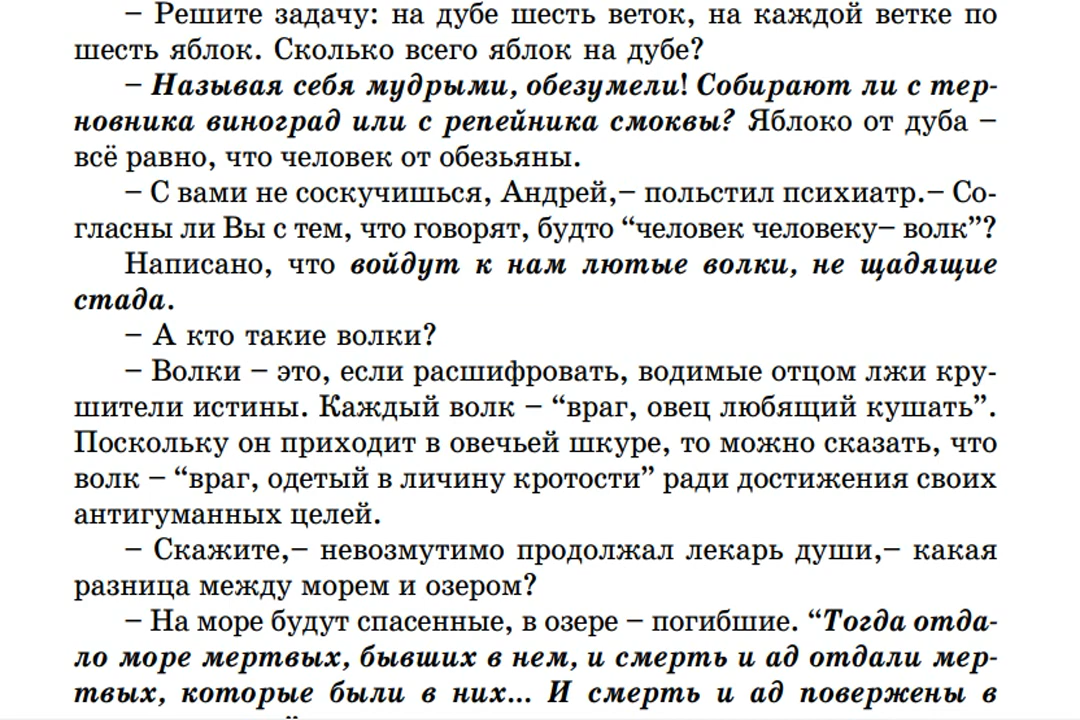 – Решите задачу: на дубе шесть веток, на каждой ветке по
шесть яблок. Сколько всего яблок на дубе?
– Называя себя мудрыми, обезумели! Собирают ли с тер-
новника виноград или с репейника смоквы? Яблоко от дуба –
всё равно, что человек от обезьяны.
– С вами не соскучишься, Андрей,– польстил психиатр.– Со-
гласны ли Вы с тем, что говорят, будто “человек человеку– волк”?
Написано, что войдут к нам лютые волки, не щадящие
стада.
– А кто такие волки?
– Волки – это, если расшифровать, водимые отцом лжи кру-
шители истины. Каждый волк – “враг, овец любящий кушать”.
Поскольку он приходит в овечьей шкуре, то можно сказать, что
волк – “враг, одетый в личину кротости” ради достижения своих
антигуманных целей.
– Скажите,– невозмутимо продолжал лекарь души,– какая
разница между морем и озером?
– На море будут спасенные, в озере – погибшие. “Тогда отда-
ло море мертвых, бывших в нем, и смерть и ад отдали мер-
твых, которые были в них... И смерть и ад повержены в